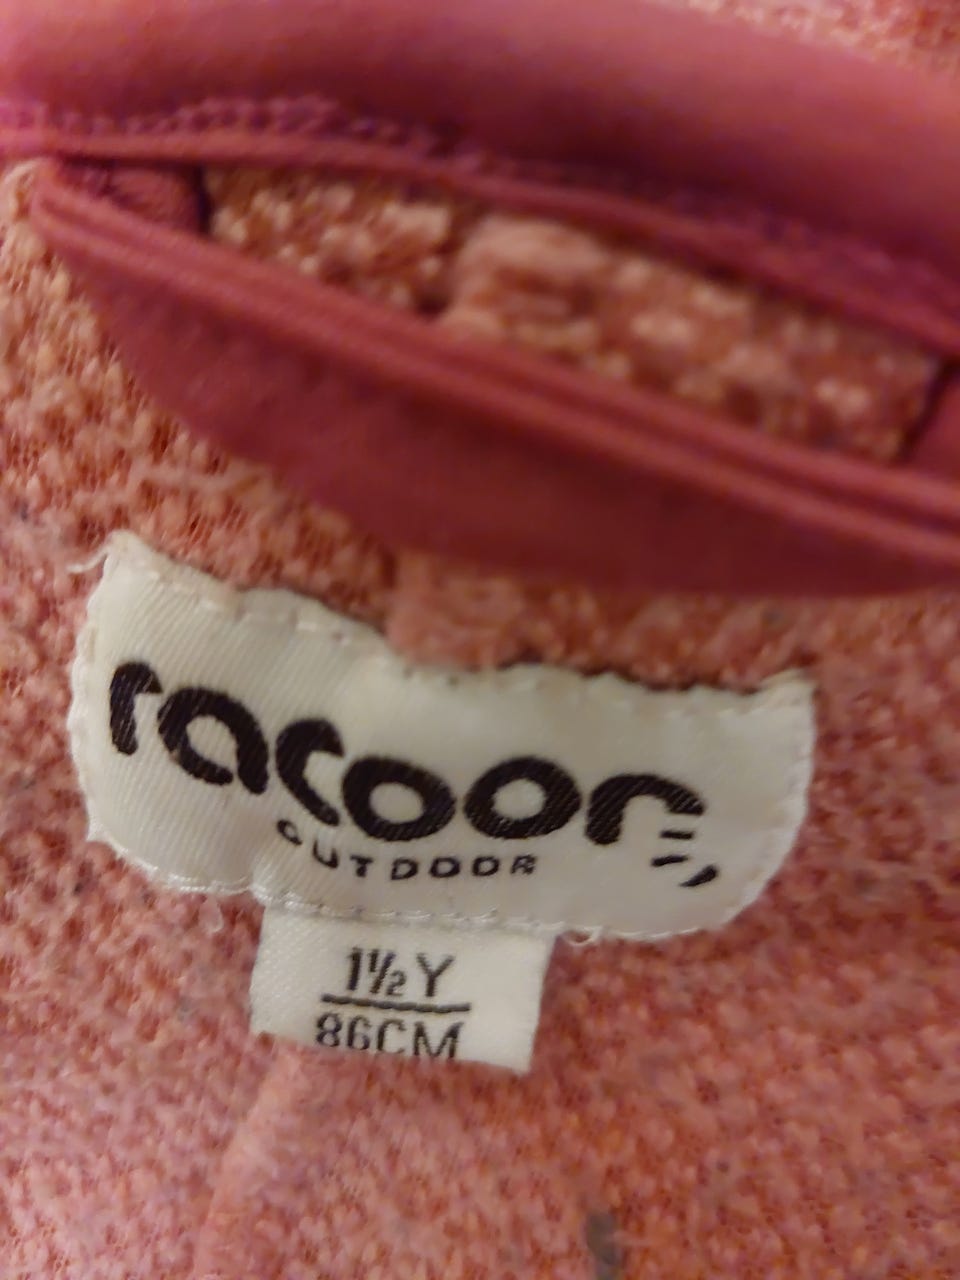 racoon
OUTDOOR
1½ Y
86CM